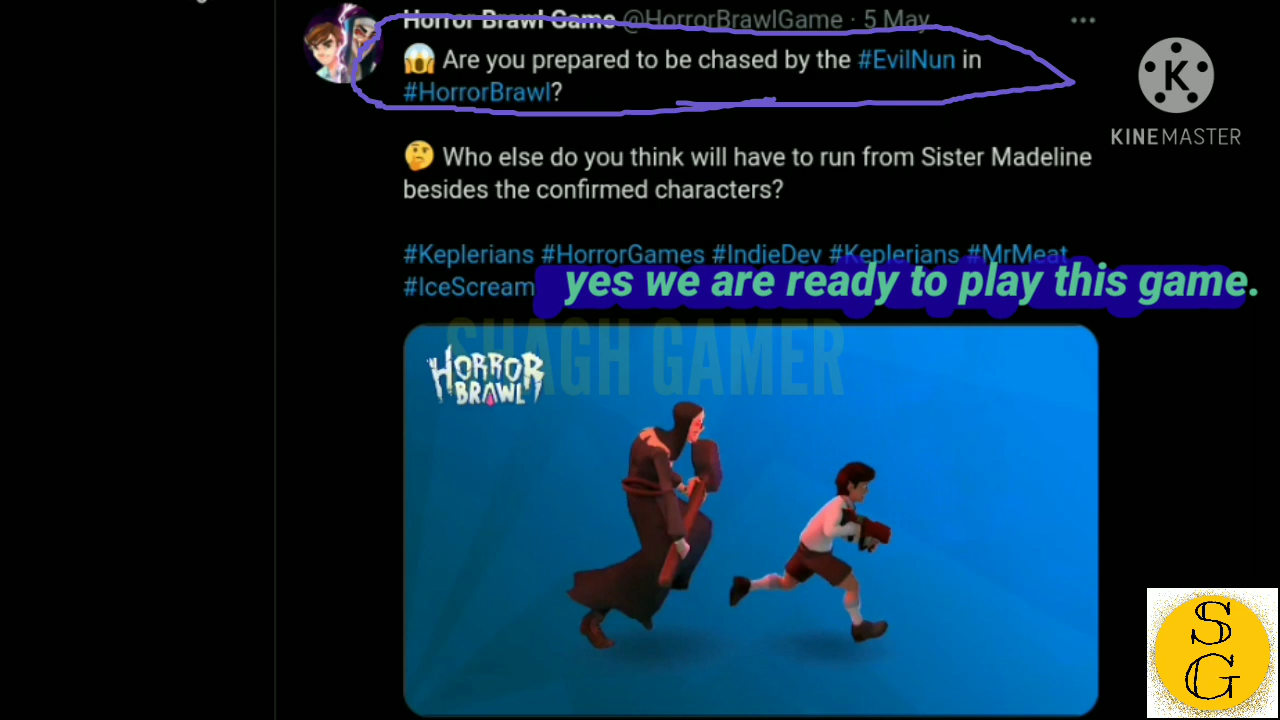 Horror Brawl Game @HorrorBrawlGame · 5 May
😱 Are you prepared to be chased by the #EvilNun in
#HorrorBrawl?
KINEMASTER
K
🤔 Who else do you think will have to run from Sister Madeline
besides the confirmed characters?
#Keplerians #HorrorGames #IndieDev #Keplerians #MrMeat
#IceScream
yes we are ready to play this game.
SHAGH GAMER
HORROR
BRAWL
S
G